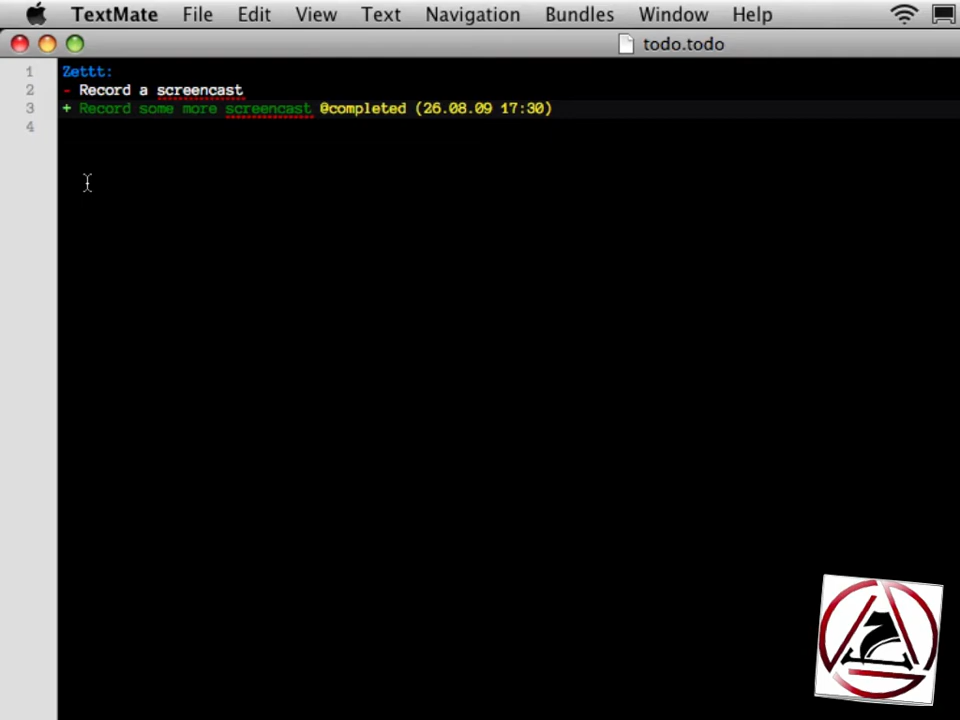 TextMate File Edit View Text Navigation Bundles Window Help
todo.todo
1 Zettt:
2 - Record a screencast
3 + Record some more screencast @completed (26.08.09 17:30)
4